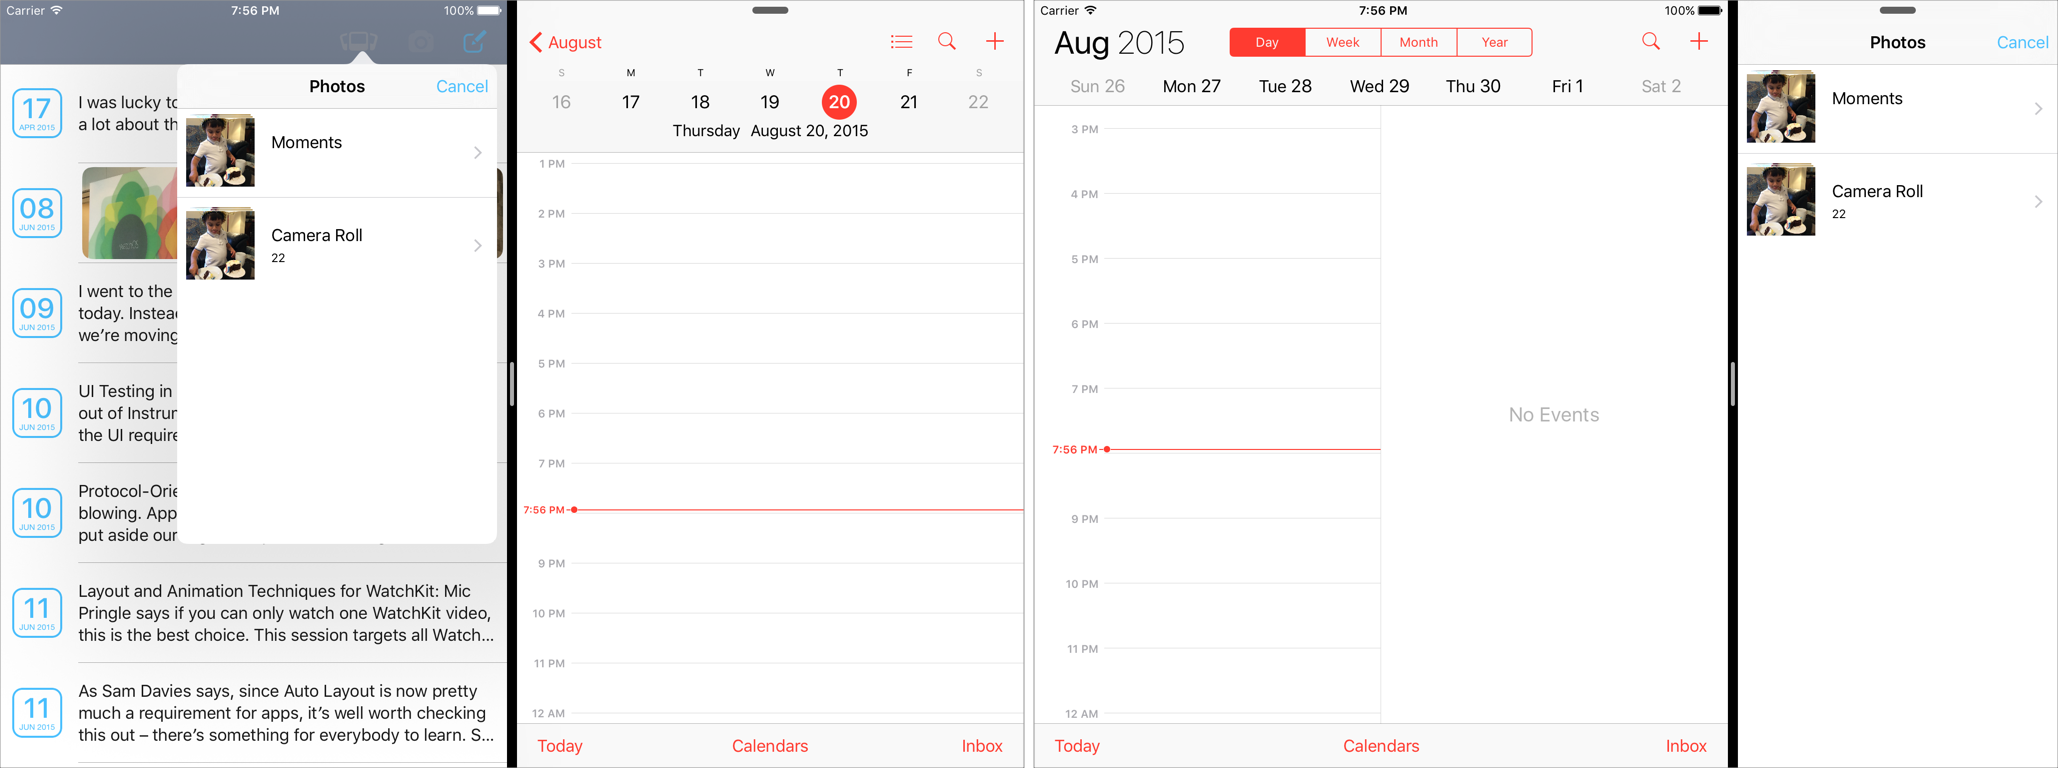 Carrier 7:56 PM 100%
Photos Cancel
Moments
Camera Roll
22
17
APR 2015
I was lucky to
a lot about th
08
JUN 2015
09
JUN 2015
I went to the
today. Instea
we're moving
10
JUN 2015
UI Testing in
out of Instrum
the UI require
10
JUN 2015
Protocol-Orie
blowing. App
put aside our
11
JUN 2015
Layout and Animation Techniques for WatchKit: Mic
Pringle says if you can only watch one WatchKit video,
this is the best choice. This session targets all Watch...
11
JUN 2015
As Sam Davies says, since Auto Layout is now pretty
much a requirement for apps, it's well worth checking
this out – there's something for everybody to learn. S...
August
S M T W T F S
16 17 18 19 20 21 22
Thursday August 20, 2015
1 PM
2 PM
3 PM
4 PM
5 PM
6 PM
7 PM
7:56 PM
9 PM
10 PM
11 PM
12 AM
Today Calendars Inbox
Carrier 7:56 PM 100%
Aug 2015 Day Week Month Year
Sun 26 Mon 27 Tue 28 Wed 29 Thu 30 Fri 1 Sat 2
3 PM
4 PM
5 PM
6 PM
7 PM
7:56 PM
9 PM
10 PM
11 PM
12 AM
No Events
Today Calendars Inbox
Photos Cancel
Moments
Camera Roll
22